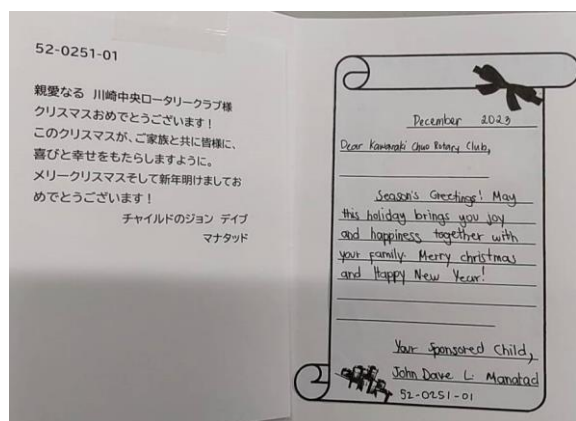 52-0251-01
親愛なる 川崎中央ロータリークラブ様
クリスマスおめでとうございます！
このクリスマスが、ご家族と共に皆様に、
喜びと幸せをもたらしますように。
メリークリスマスそして新年明けましてお
めでとうございます！
チャイルドのジョン デイブ
マナタッド
December 2023
Dear Kawasaki Chuo Rotary Club,
Season's Greetings! May
this holiday brings you joy
and happiness together with
your family. Merry christmas
and Happy New Year!
Your Sponsored Child,
John Dave L. Manatad
52-0251-01